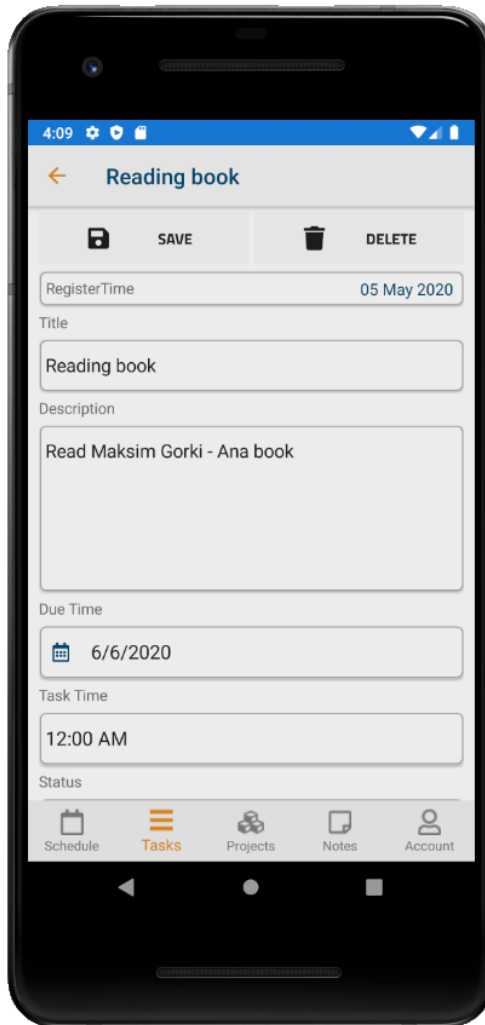 4:09
Reading book
SAVE DELETE
RegisterTime 05 May 2020
Title
Reading book
Description
Read Maksim Gorki - Ana book
Due Time
6/6/2020
Task Time
12:00 AM
Status
Schedule Tasks Projects Notes Account